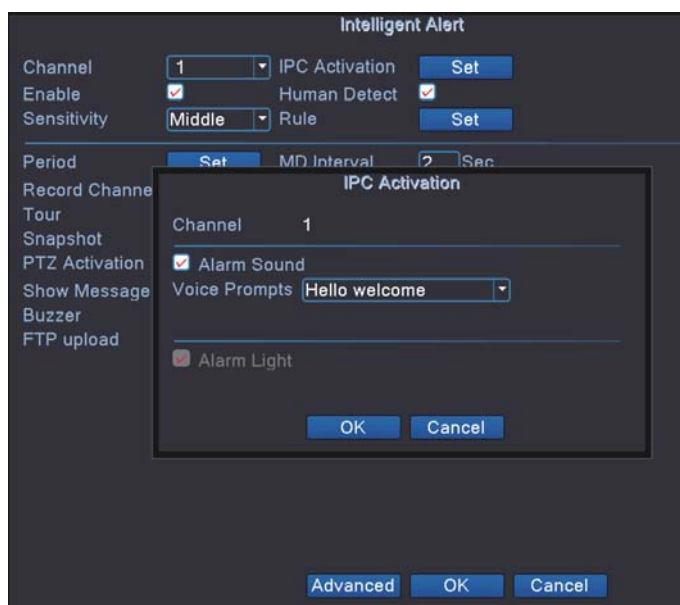 Intelligent Alert
Channel 1 IPC Activation Set
Enable Human Detect
Sensitivity Middle Rule Set
Period Set MD Interval 2 Sec
Record Channe
Tour
Snapshot
PTZ Activation
Show Message
Buzzer
FTP upload
IPC Activation
Channel 1
Alarm Sound
Voice Prompts Hello welcome
Alarm Light
OK Cancel
Advanced OK Cancel